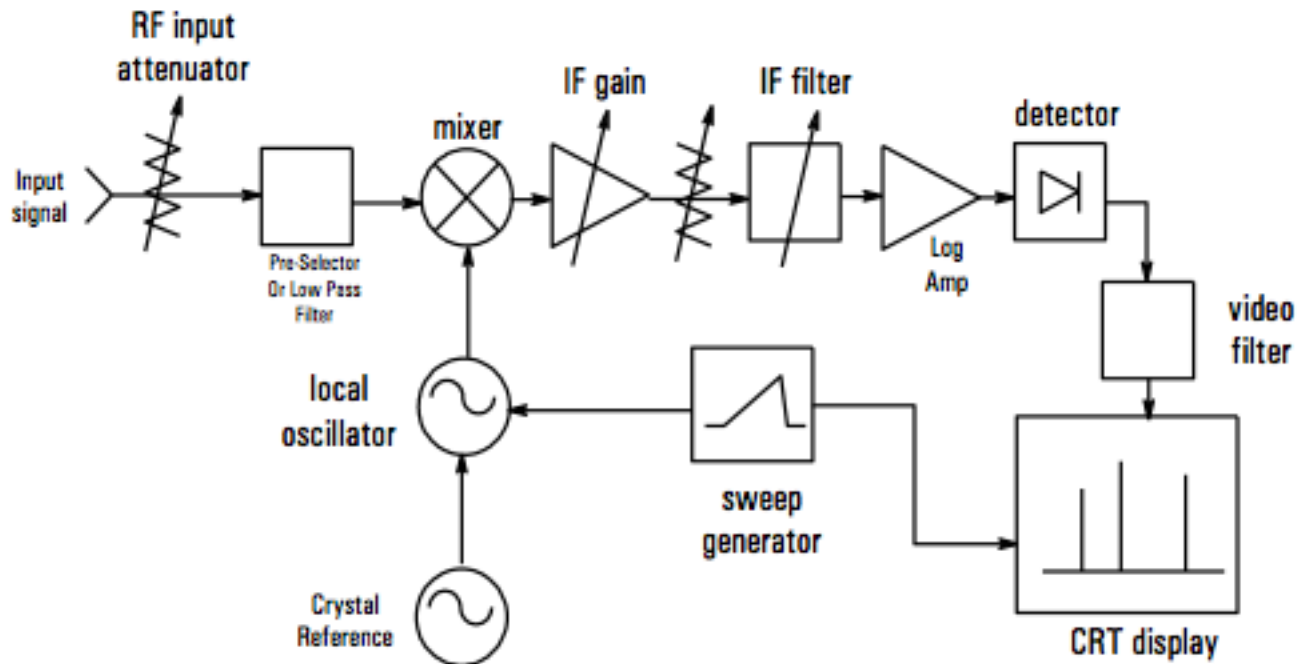 RF input
attenuator
IF gain
IF filter
mixer
detector
Input
signal
Pre-Selector
Or Low Pass
Filter
Log
Amp
video
filter
local
oscillator
sweep
generator
Crystal
Reference
CRT display